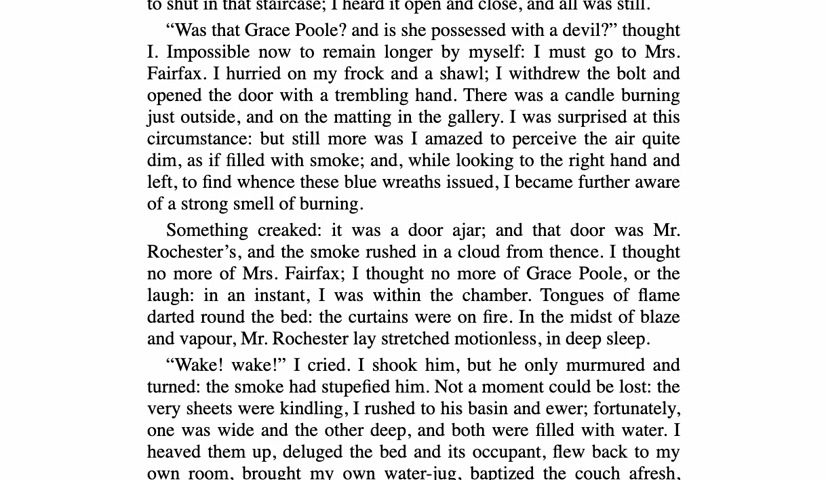 to shut in that staircase; I heard it open and close, and all was still.
“Was that Grace Poole? and is she possessed with a devil?” thought
I. Impossible now to remain longer by myself: I must go to Mrs.
Fairfax. I hurried on my frock and a shawl; I withdrew the bolt and
opened the door with a trembling hand. There was a candle burning
just outside, and on the matting in the gallery. I was surprised at this
circumstance: but still more was I amazed to perceive the air quite
dim, as if filled with smoke; and, while looking to the right hand and
left, to find whence these blue wreaths issued, I became further aware
of a strong smell of burning.
Something creaked: it was a door ajar; and that door was Mr.
Rochester’s, and the smoke rushed in a cloud from thence. I thought
no more of Mrs. Fairfax; I thought no more of Grace Poole, or the
laugh: in an instant, I was within the chamber. Tongues of flame
darted round the bed: the curtains were on fire. In the midst of blaze
and vapour, Mr. Rochester lay stretched motionless, in deep sleep.
“Wake! wake!” I cried. I shook him, but he only murmured and
turned: the smoke had stupefied him. Not a moment could be lost: the
very sheets were kindling, I rushed to his basin and ewer; fortunately,
one was wide and the other deep, and both were filled with water. I
heaved them up, deluged the bed and its occupant, flew back to my
own room, brought my own water-jug, baptized the couch afresh,